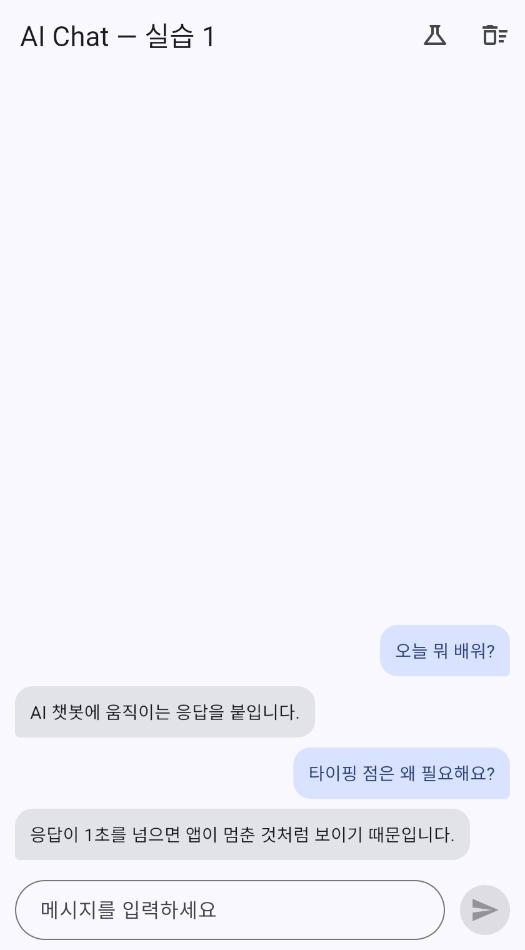 AI Chat — 실습 1
오늘 뭐 배워?
AI 챗봇에 움직이는 응답을 붙입니다.
타이핑 점은 왜 필요해요?
응답이 1초를 넘으면 앱이 멈춘 것처럼 보이기 때문입니다.
메시지를 입력하세요